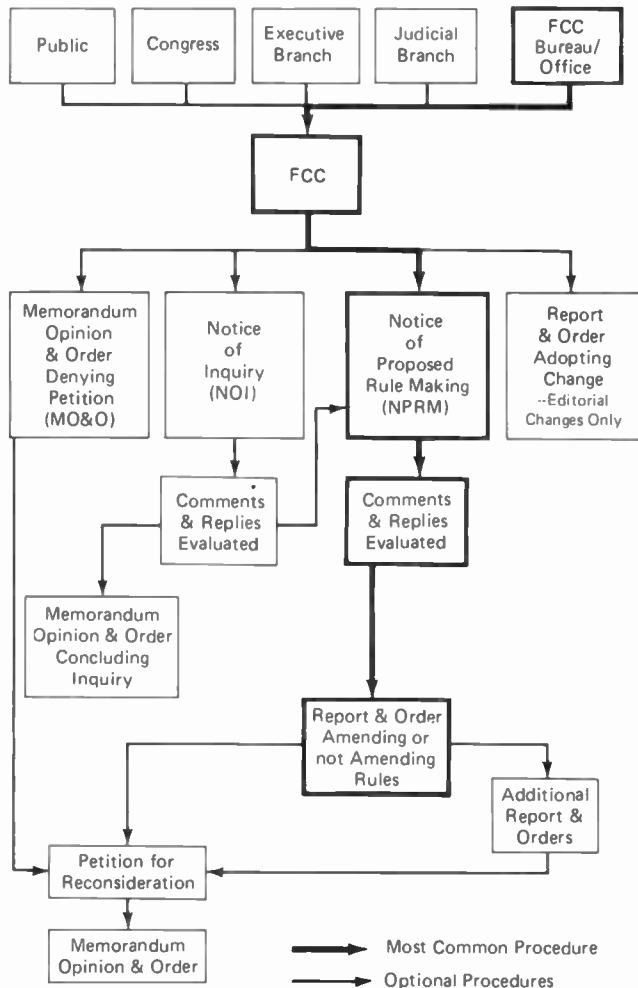 Public
Congress
Executive
Branch
Judicial
Branch
FCC
Bureau/
Office
FCC
Memorandum
Opinion
& Order
Denying
Petition
(MO&O)
Notice
of
Inquiry
(NOI)
Notice
of
Proposed
Rule Making
(NPRM)
Report
& Order
Adopting
Change
--Editorial
Changes Only
Comments
& Replies
Evaluated
Comments
& Replies
Evaluated
Memorandum
Opinion & Order
Concluding
Inquiry
Report & Order
Amending or
not Amending
Rules
Additional
Report &
Orders
Petition for
Reconsideration
Memorandum
Opinion & Order
Most Common Procedure
Optional Procedures